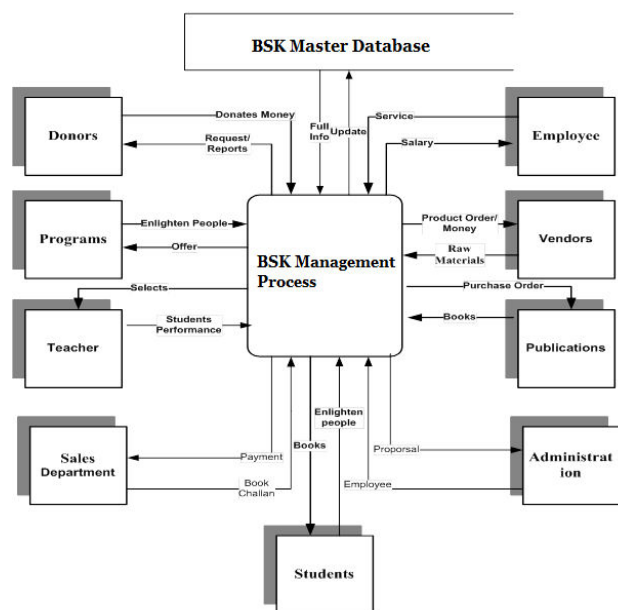 BSK Master Database
Donates Money
Service
Donors
Full
Info
Update
Employee
Request/
Reports
Salary
Enlighten People
Product Order/
Money
Programs
Offer
BSK Management
Process
Raw
Materials
Vendors
Selects
Purchase Order
Students
Performance
Books
Teacher
Publications
Books
Enlighten
people
Payment
Proporsal
Sales
Department
Administrat
ion
Book
Challan
Employee
Students